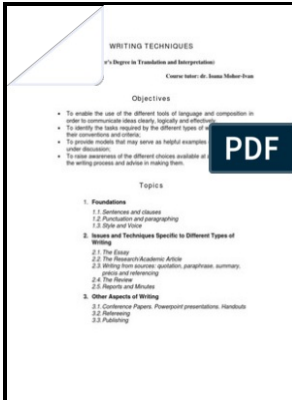 WRITING TECHNIQUES
's Degree in Translation and Interpretation)
Course tutor: dr. Ioana Mohor-Ivan
Objectives
• To enable the use of the different tools of language and composition in
order to communicate ideas clearly, logically and effectively.
• To identify the tasks required by the different types of
their conventions and criteria;
• To provide models that may serve as helpful examples
under discussion;
• To raise awareness of the different choices available at
the writing process and advise in making them.
PDF
Topics
1. Foundations
1.1. Sentences and clauses
1.2. Punctuation and paragraphing
1.3. Style and Voice
2. Issues and Techniques Specific to Different Types of
Writing
2.1. The Essay
2.2. The Research/Academic Article
2.3. Writing from sources: quotation, paraphrase, summary,
précis and referencing
2.4. The Review
2.5. Reports and Minutes
3. Other Aspects of Writing
3.1. Conference Papers. Powerpoint presentations. Handouts
3.2. Refereeing
3.3. Publishing